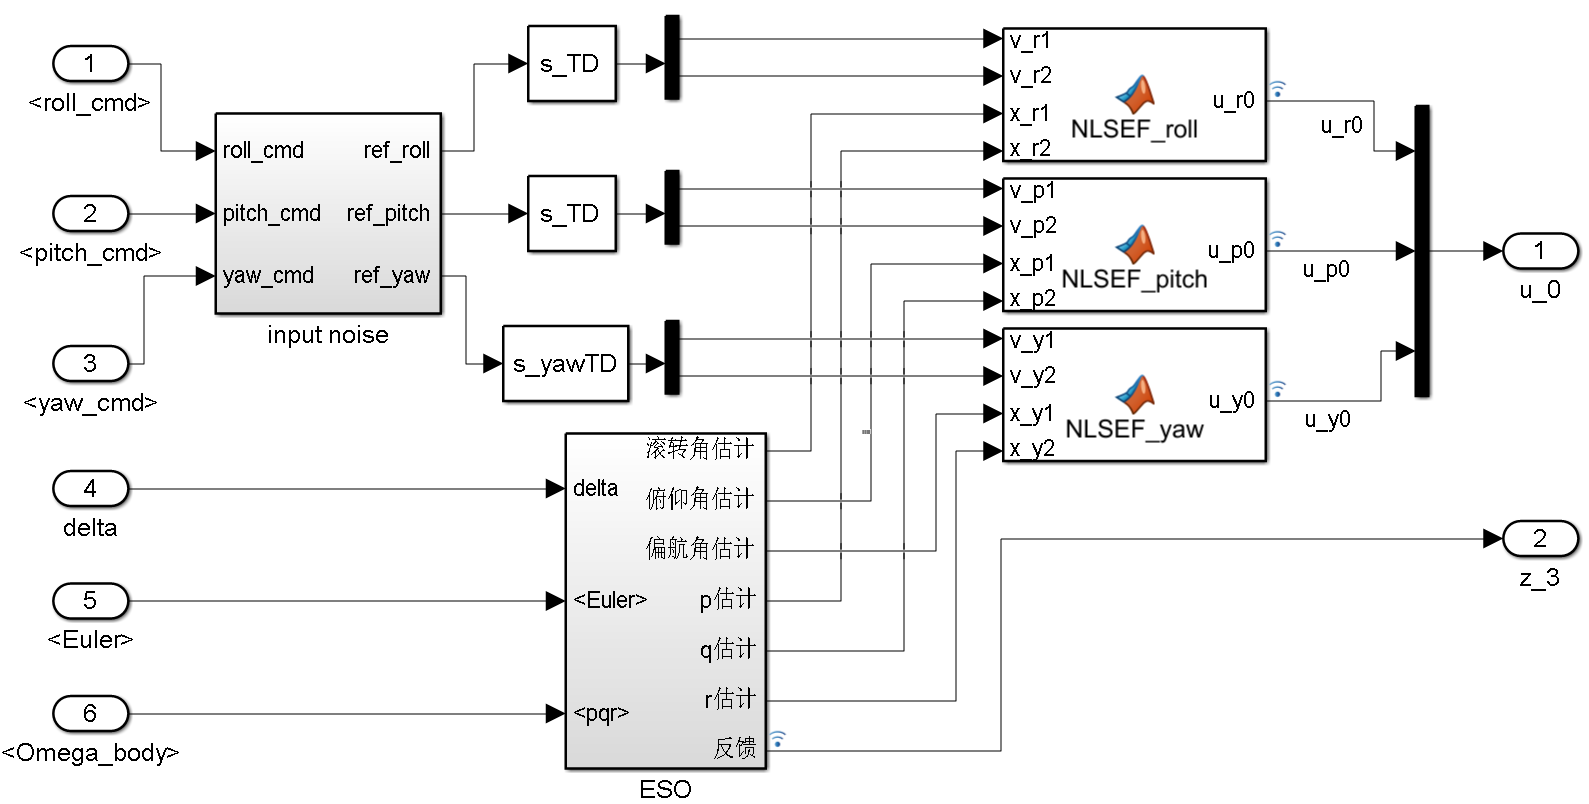 1
<roll_cmd>
2
<pitch_cmd>
3
<yaw_cmd>
roll_cmd
ref_roll
pitch_cmd
ref_pitch
yaw_cmd
ref_yaw
input noise
s_TD
s_TD
s_yawTD
v_r1
v_r2
x_r1
x_r2
NLSEF_roll
u_r0
u_r0
v_p1
v_p2
x_p1
x_p2
NLSEF_pitch
u_p0
u_p0
v_y1
v_y2
x_y1
x_y2
NLSEF_yaw
u_y0
u_y0
1
u_0
4
delta
5
<Euler>
6
<Omega_body>
delta
<Euler>
<pqr>
滚转角估计
俯仰角估计
偏航角估计
p估计
q估计
r估计
反馈
ESO
2
z_3